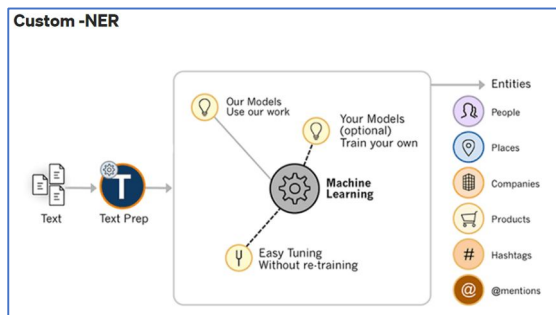 Custom -NER
Our Models
Use our work
Your Models
(optional)
Train your own
Machine
Learning
Easy Tuning
Without re-training
T
Text
Text Prep
Entities
People
Places
Companies
Products
#
Hashtags
@
@mentions